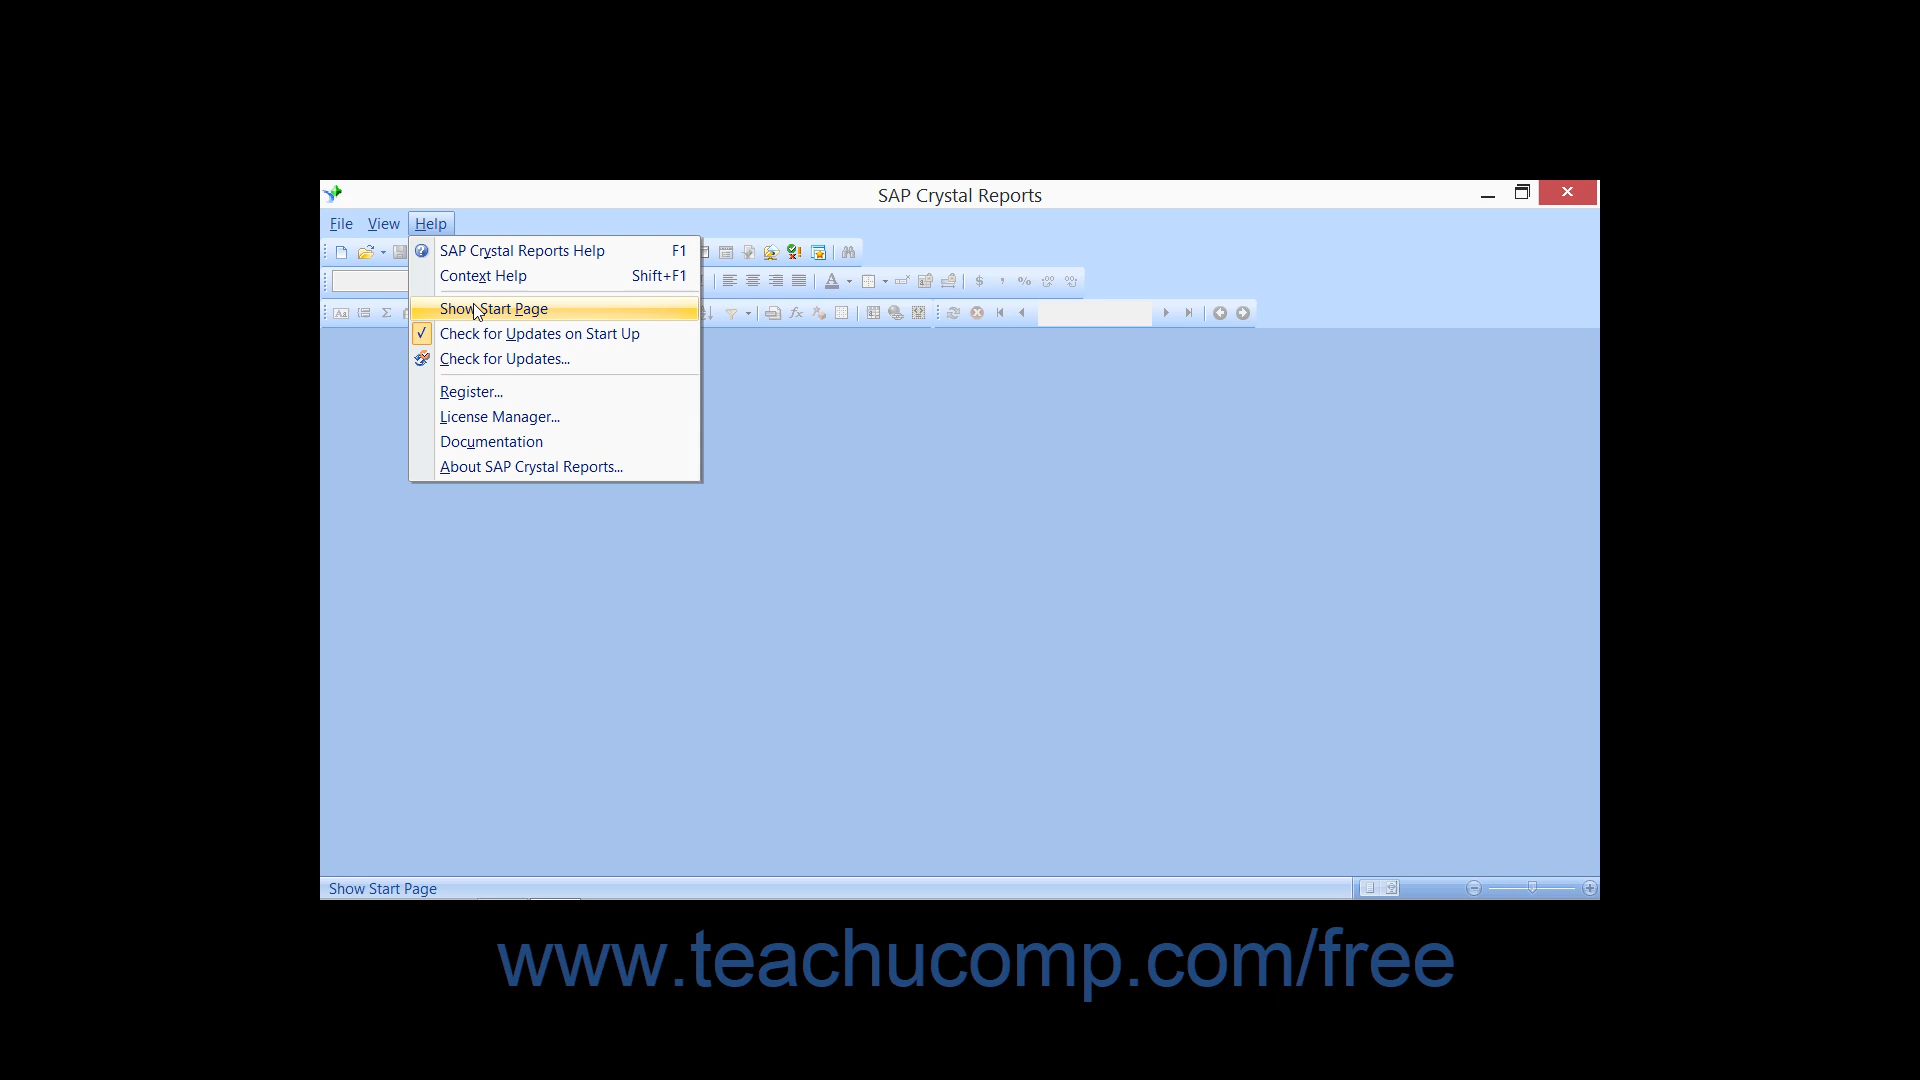 SAP Crystal Reports
File View Help
SAP Crystal Reports Help F1
Context Help Shift+F1
Show Start Page
Check for Updates on Start Up
Check for Updates...
Register...
License Manager...
Documentation
About SAP Crystal Reports...
Show Start Page
www.teachucomp.com/free